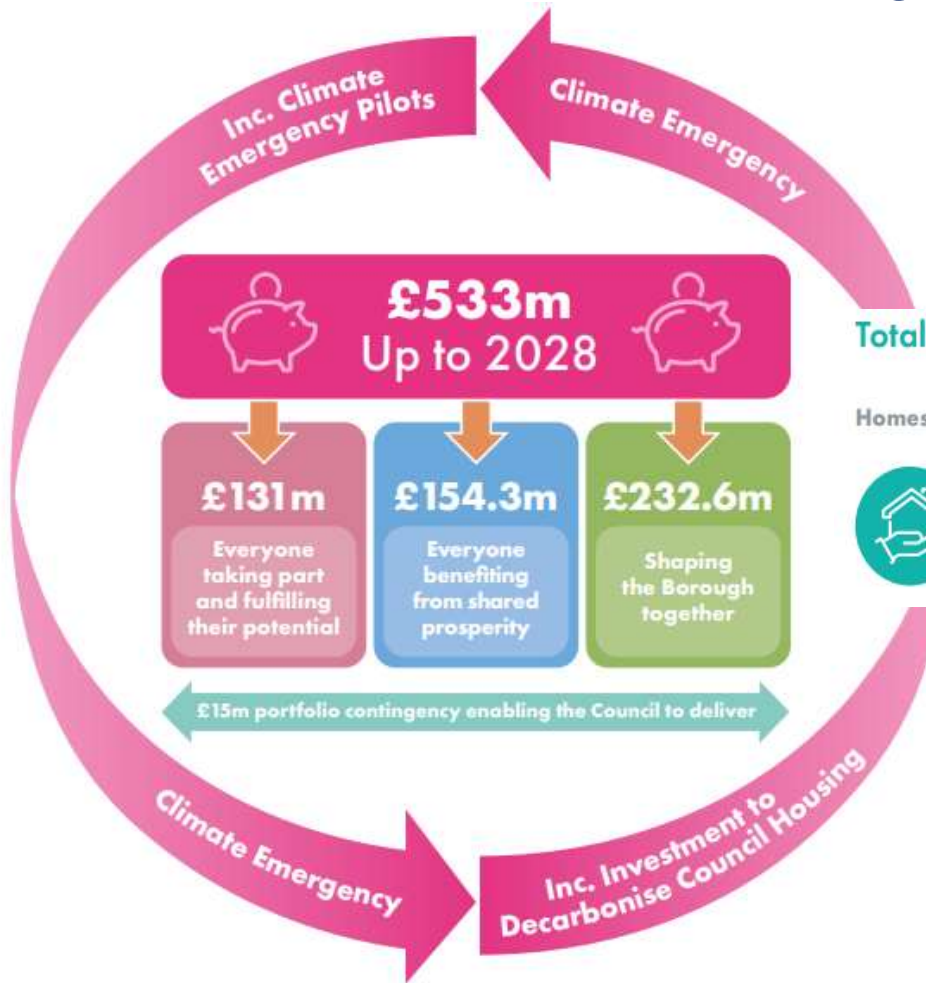 Inc. Climate
Emergency Pilots
Climate Emergency
£533m
Up to 2028
Total
Homes
£131m
Everyone
taking part
and fulfilling
their potential
£154.3m
Everyone
benefiting
from shared
prosperity
£232.6m
Shaping
the Borough
together
£15m portfolio contingency enabling the Council to deliver
Climate Emergency
Inc. Investment to
Decarbonise Council Housing